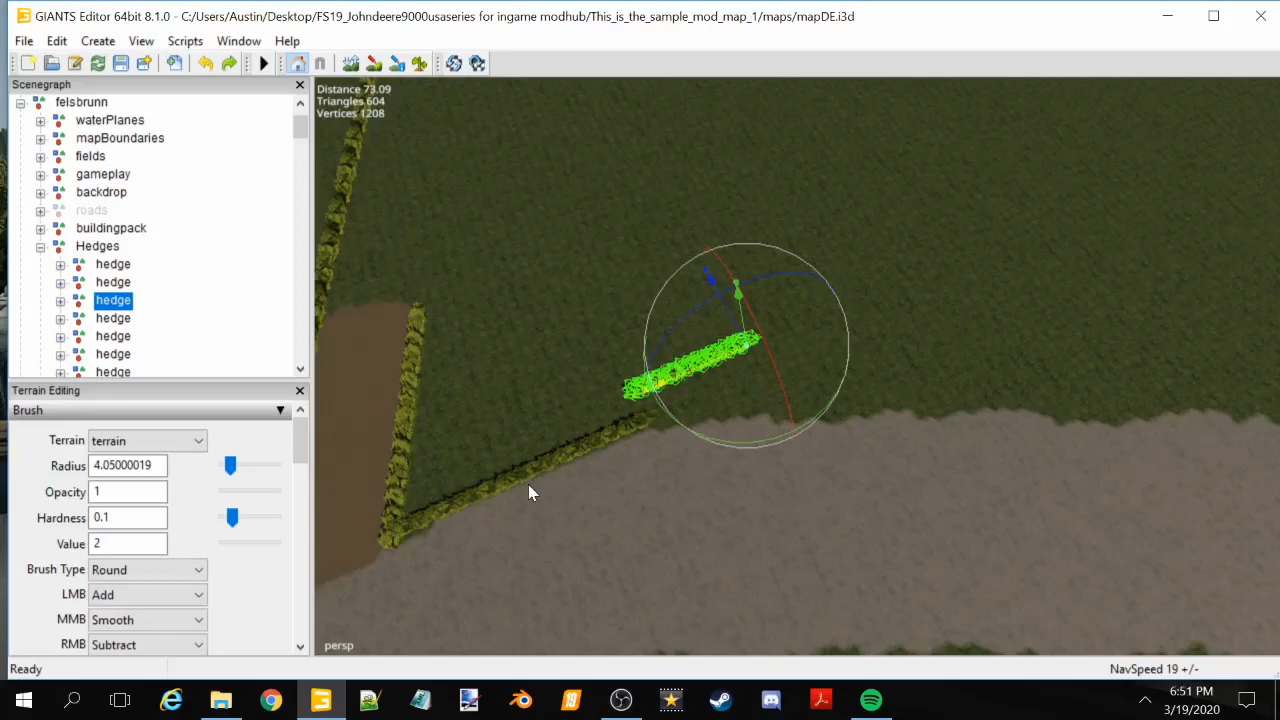 GIANTS Editor 64bit 8.1.0 - C:/Users/Austin/Desktop/FS19_Johndeere9000usaseries for ingame modhub/This_is_the_sample_mod_map_1/maps/mapDE.i3d
File Edit Create View Scripts Window Help
Scenegraph
felsbrunn
waterPlanes
mapBoundaries
fields
gameplay
backdrop
roads
buildingpack
Hedges
hedge
hedge
hedge
hedge
hedge
hedge
hedge
Terrain Editing
Brush
Terrain terrain
Radius 4.05000019
Opacity 1
Hardness 0.1
Value 2
Brush Type Round
LMB Add
MMB Smooth
RMB Subtract
Distance 73.09
Triangles 604
Vertices 1208
persp
Ready
NavSpeed 19 +/-
6:51 PM
3/19/2020